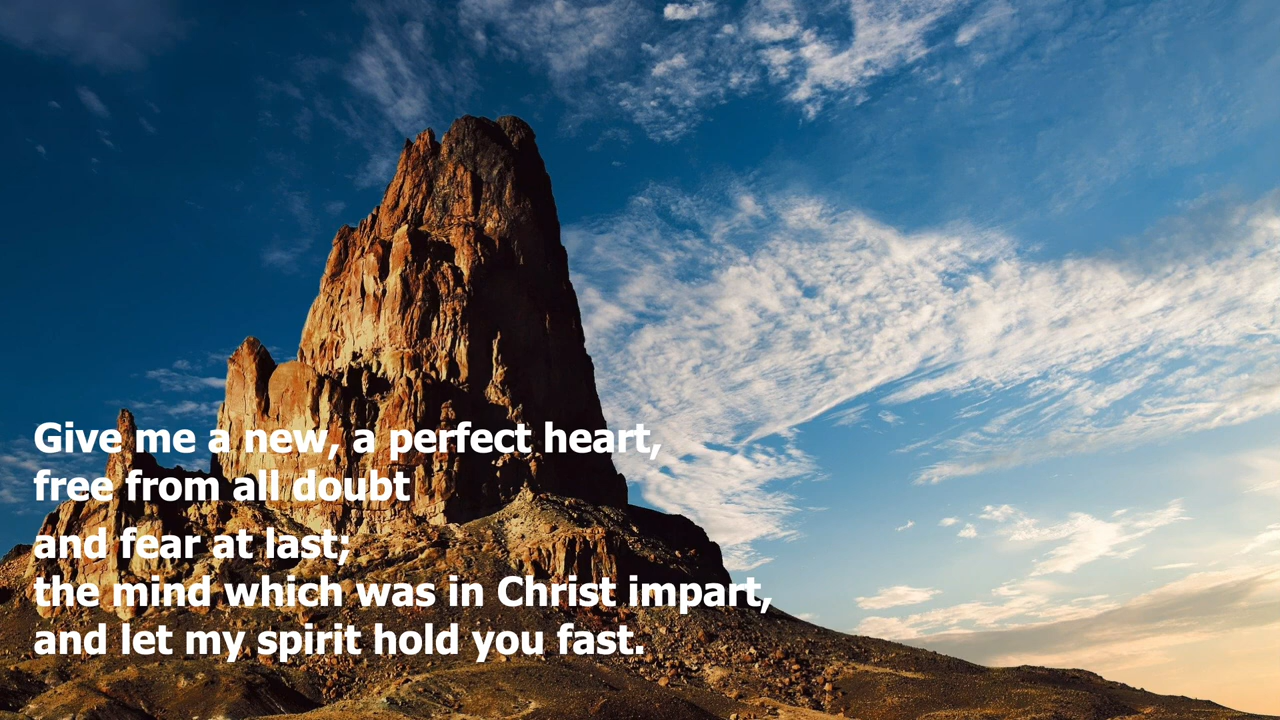 Give me a new, a perfect heart,
free from all doubt
and fear at last;
the mind which was in Christ impart,
and let my spirit hold you fast.